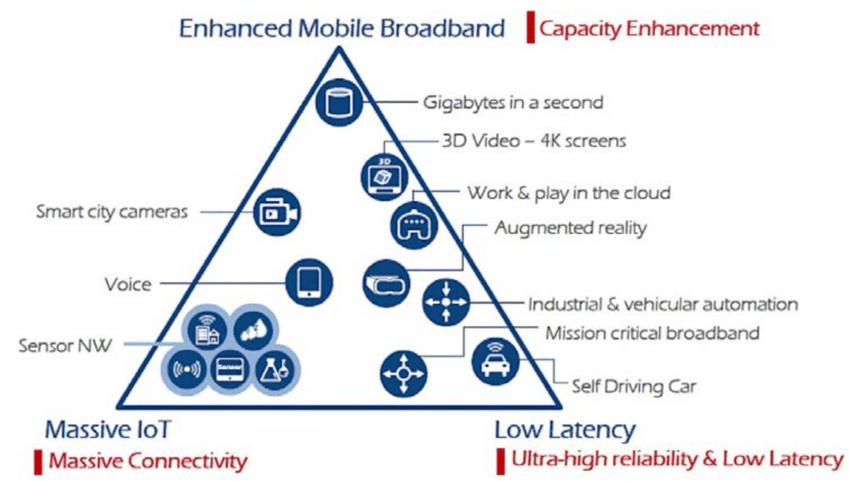 Enhanced Mobile Broadband
Capacity Enhancement
Gigabytes in a second
3D Video – 4K screens
3D
Work & play in the cloud
Smart city cameras
Augmented reality
Voice
Industrial & vehicular automation
Mission critical broadband
Sensor NW
Sensor
Self Driving Car
Massive IoT
Low Latency
Massive Connectivity
Ultra-high reliability & Low Latency